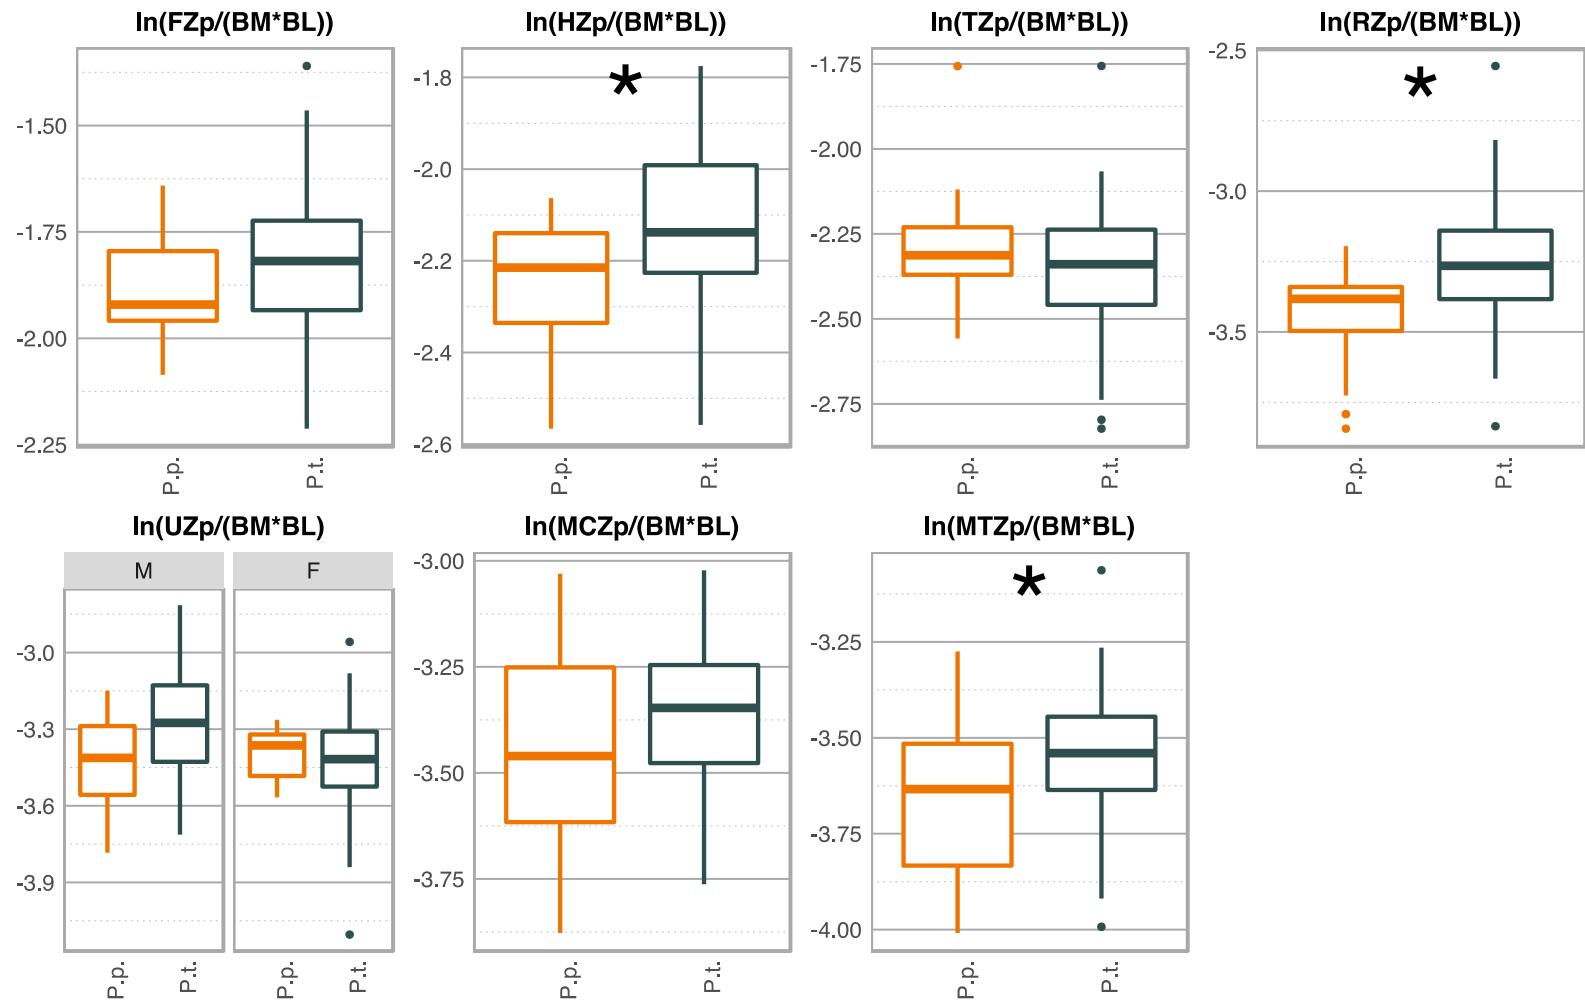 ln(FZp/(BM*BL))
ln(HZp/(BM*BL))
ln(TZp/(BM*BL))
ln(RZp/(BM*BL))
-1.50
-1.75
-2.00
-2.25
P.p.
P.t.
*
-1.8
-2.0
-2.2
-2.4
-2.6
P.p.
P.t.
-1.75
-2.00
-2.25
-2.50
-2.75
P.p.
P.t.
*
-2.5
-3.0
-3.5
P.p.
P.t.
ln(UZp/(BM*BL)
ln(MCZp/(BM*BL)
ln(MTZp/(BM*BL)
M
F
-3.0
-3.3
-3.6
-3.9
P.p.
P.t.
P.p.
P.t.
-3.00
-3.25
-3.50
-3.75
P.p.
P.t.
*
-3.25
-3.50
-3.75
-4.00
P.p.
P.t.